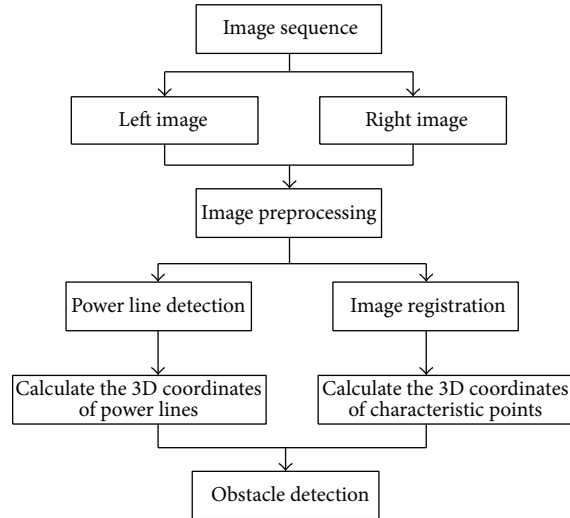 Image sequence
Left image
Right image
Image preprocessing
Power line detection
Image registration
Calculate the 3D coordinates
of power lines
Calculate the 3D coordinates
of characteristic points
Obstacle detection